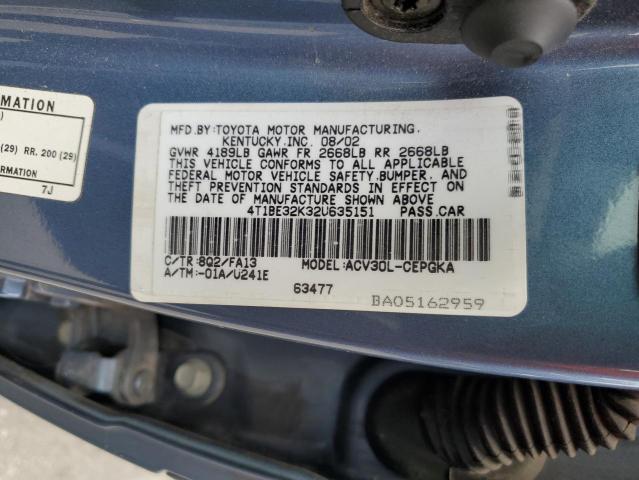 RMATION
(29) RR. 200 (29)
FORMATION
7J
MFD.BY:TOYOTA MOTOR MANUFACTURING,
KENTUCKY,INC. 08/02
GVWR 4189LB GAWR FR 2668LB RR 2668LB
THIS VEHICLE CONFORMS TO ALL APPLICABLE
FEDERAL MOTOR VEHICLE SAFETY,BUMPER, AND
THEFT PREVENTION STANDARDS IN EFFECT ON
THE DATE OF MANUFACTURE SHOWN ABOVE
4T1BE32K32U635151 PASS.CAR
C/TR:8Q2/FA13 MODEL:ACV30L-CEPGKA
A/TM:-01A/U241E
63477
BA05162959